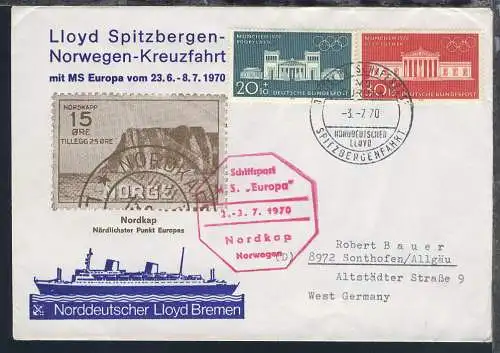 Lloyd Spitzbergen-
Norwegen-Kreuzfahrt
mit MS Europa vom 23.6.-8.7.1970
MÜNCHEN 1972
PROPYLÄEN
20+10
DEUTSCHE BUNDESPOST
MÜNCHEN 1972
30+15
DEUTSCHE BUNDESPOST
-3.-7.70
NORDDEUTSCHER
LLOYD
SPITZBERGENFAHRT
NORDKAPP
15
ØRE
TILLEGG 25 ØRE
NORDKAPP
NORGE
Nordkap
Nördlichster Punkt Europas
Schiffspost
M.S. „Europa"
2.-3. 7. 1970
Nordkap
Norwegen
(D)
Robert Bauer
8972 Sonthofen/Allgäu
Altstädter Straße 9
West Germany
Norddeutscher Lloyd Bremen